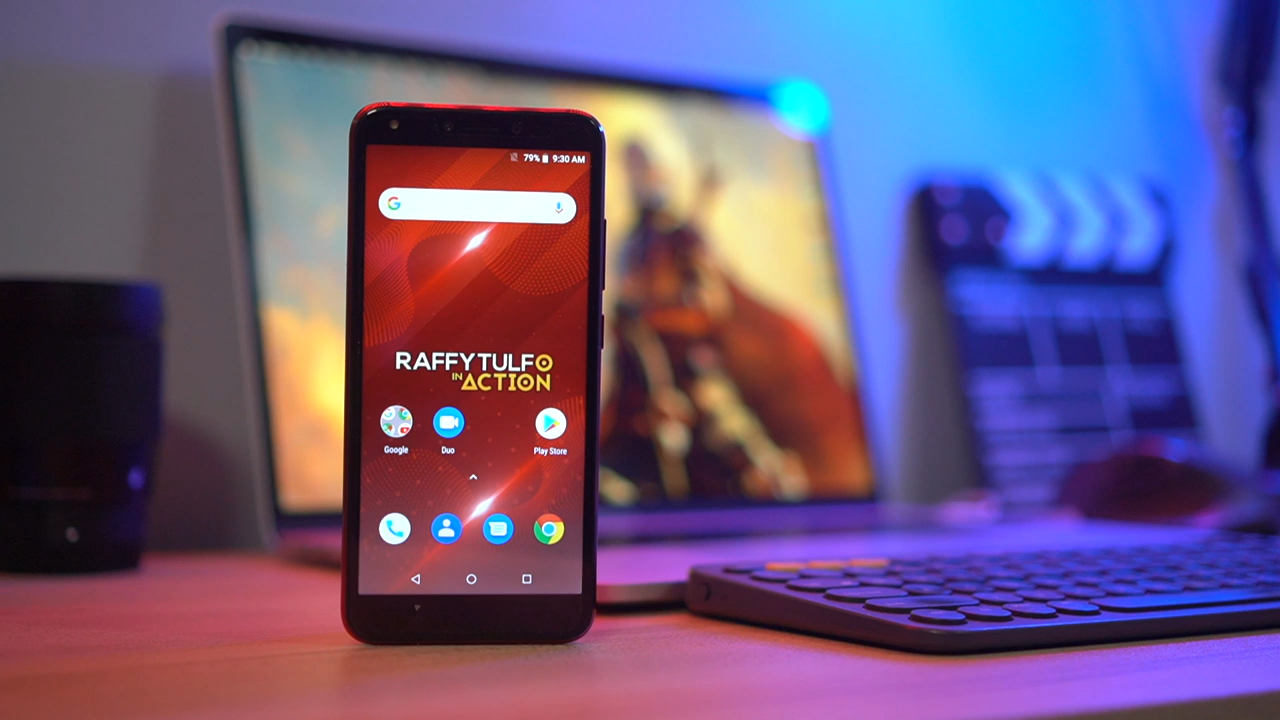 79% 9:30 AM
G
RAFFYTULFO
IN ACTION
Google
Duo
Play Store